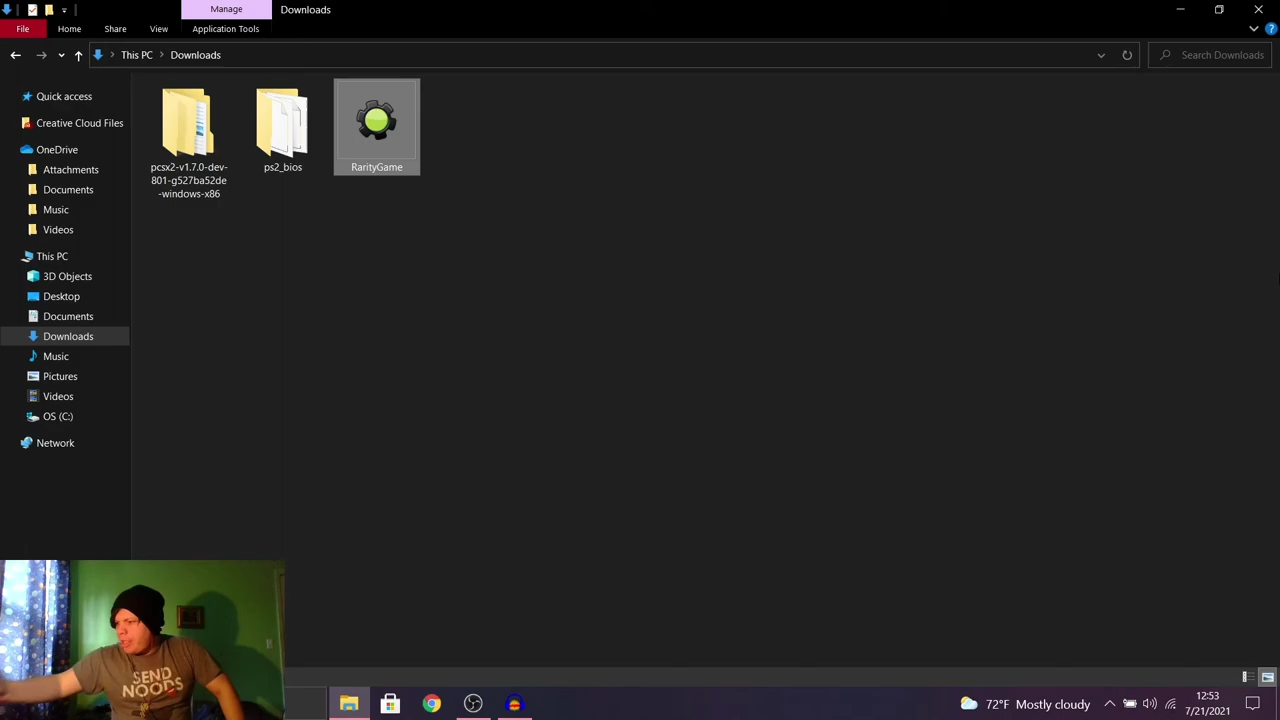 Manage
Downloads
File
Home
Share
View
Application Tools
This PC
Downloads
Search Downloads
Quick access
Creative Cloud Files
OneDrive
Attachments
Documents
Music
Videos
This PC
3D Objects
Desktop
Documents
Downloads
Music
Pictures
Videos
OS (C:)
Network
pcsx2-v1.7.0-dev-
801-g527ba52de
-windows-x86
ps2_bios
RarityGame
SEND
NOODS
72°F Mostly cloudy
12:53
7/21/2021